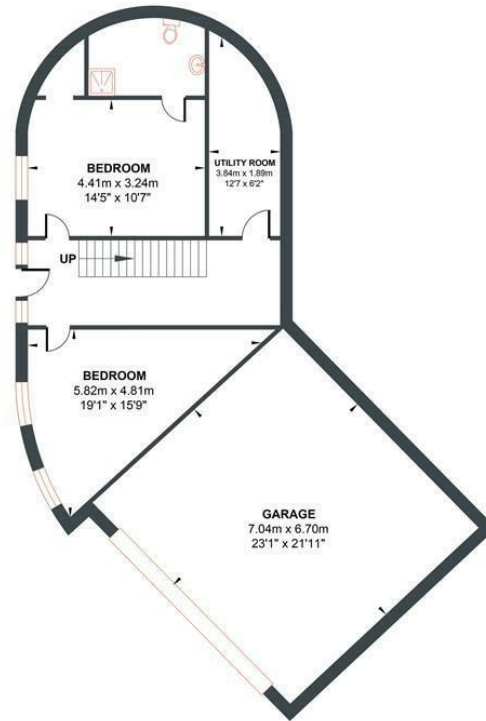 BEDROOM
4.41m x 3.24m
14'5" x 10'7"
UTILITY ROOM
3.84m x 1.89m
12'7 x 6'2"
UP
BEDROOM
5.82m x 4.81m
19'1" x 15'9"
GARAGE
7.04m x 6.70m
23'1" x 21'11"